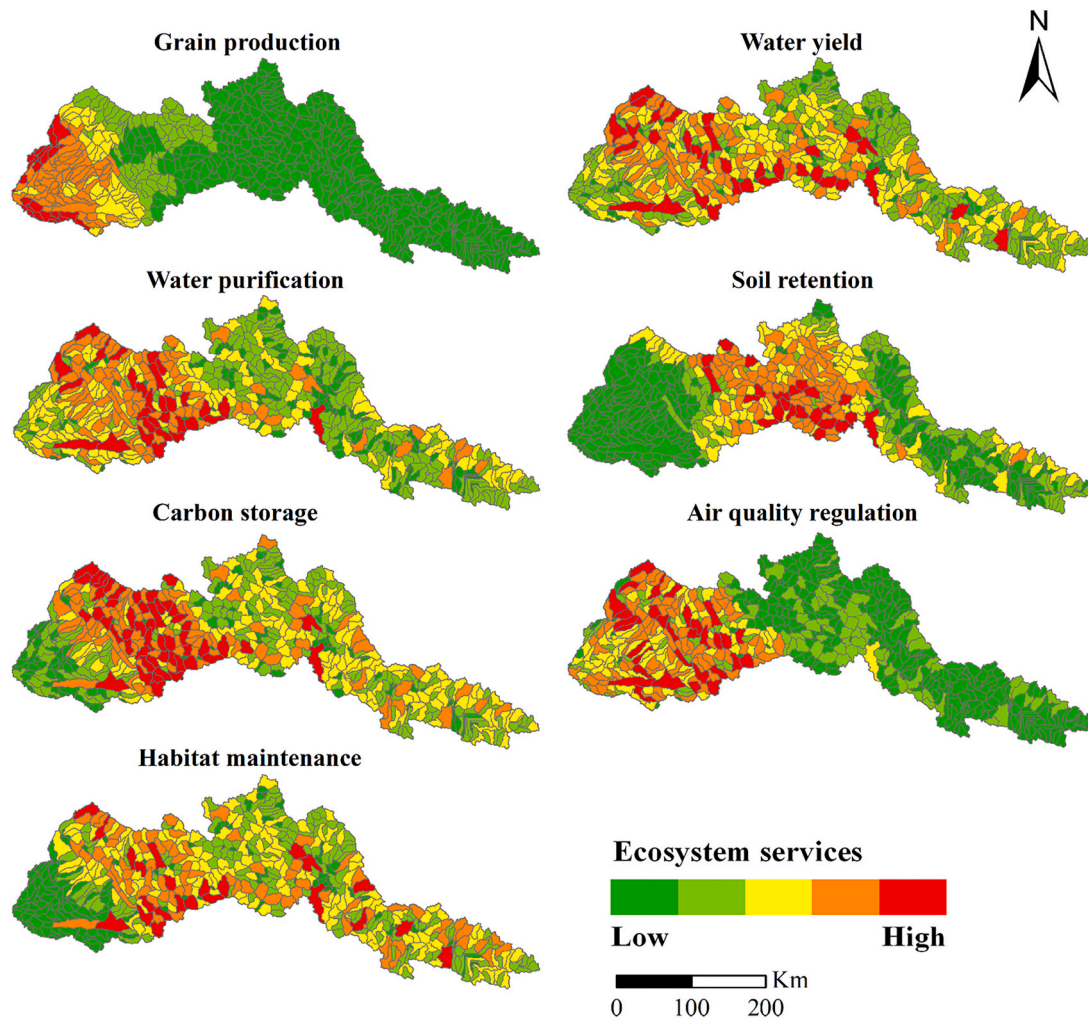 N
Grain production
Water yield
Water purification
Soil retention
Carbon storage
Air quality regulation
Habitat maintenance
Ecosystem services
Low
High
Km
0 100 200